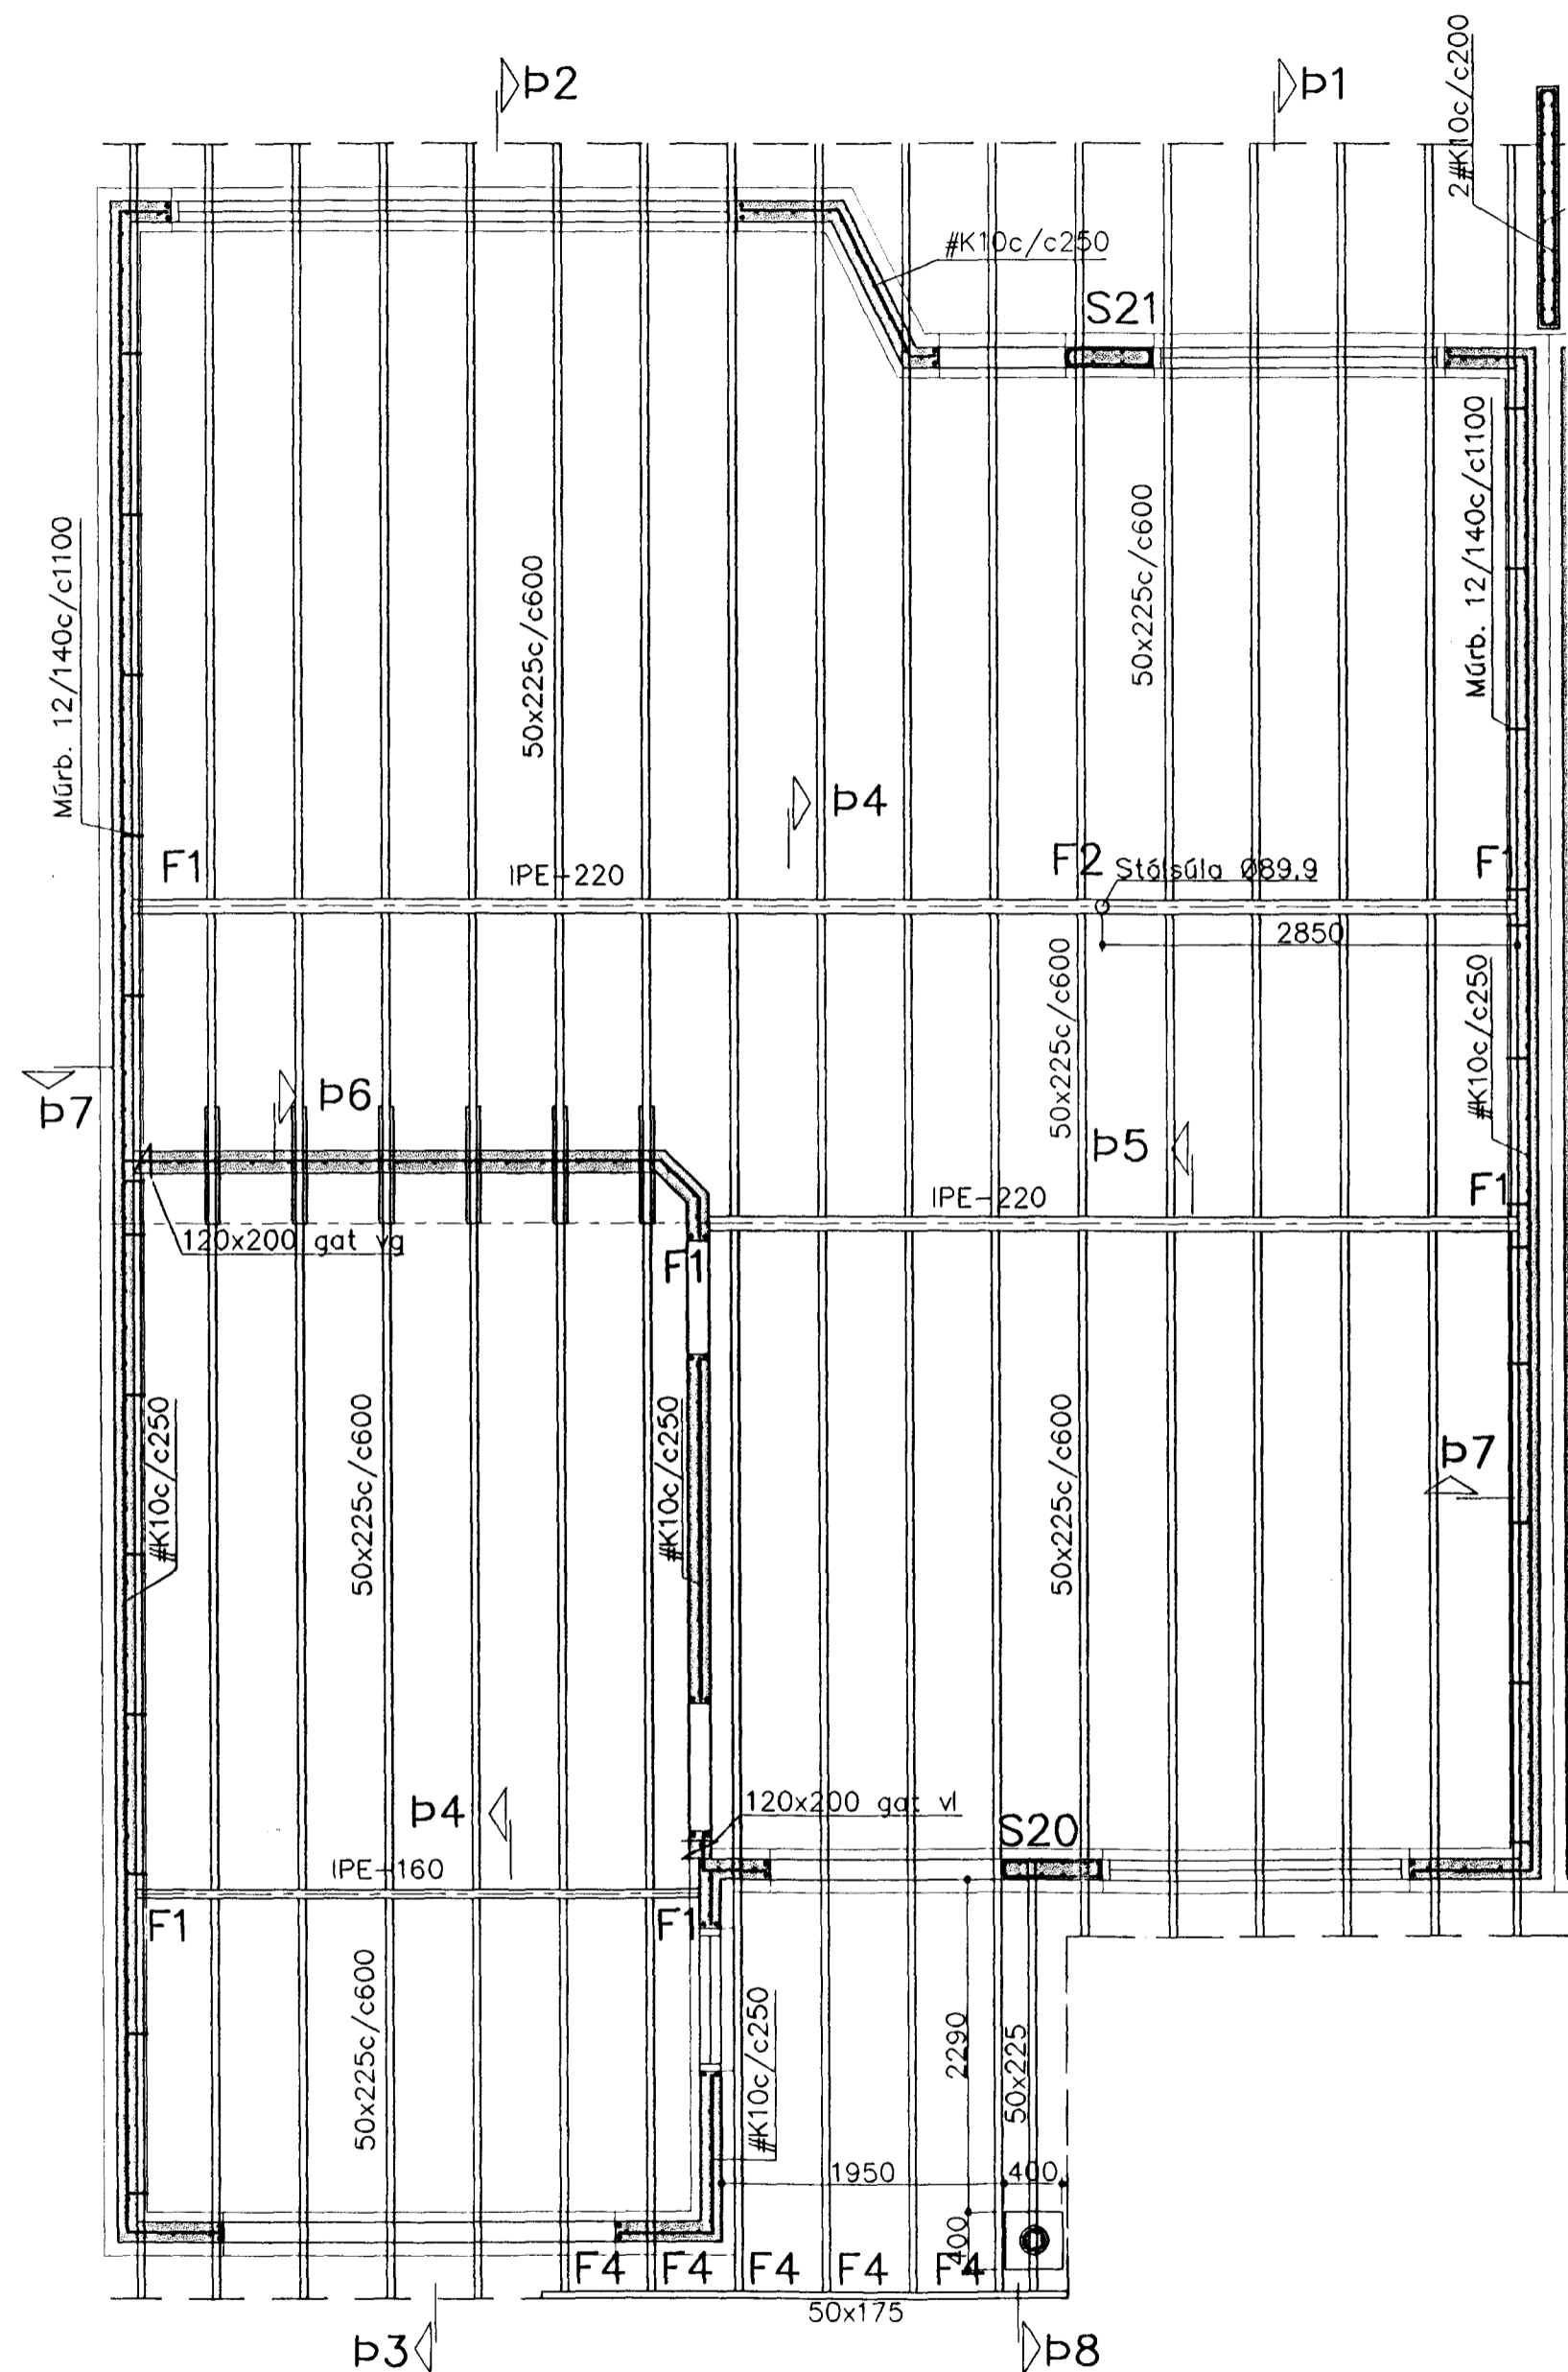 Þ2
Þ1
2#K10c/c200
#K10c/c250
S21
Múrb. 12/140c/c1100
50x225c/c600
50x225c/c600
Múrb. 12/140c/c1100
Þ4
F1
IPE-220
F2
Stálsúla Ø89.9
F1
2850
50x225c/c600
#K10c/c250
Þ7
Þ6
Þ5
F1
IPE-220
120x200 gat vg
F1
#K10c/c250
50x225c/c600
#K10c/c250
50x225c/c600
Þ7
Þ4
120x200 gat vl
S20
IPE-160
F1
F1
50x225c/c600
#K10c/c250
2290
50x225
1950
400
400
F4
F4
F4
F4
F4
50x175
Þ3
Þ8